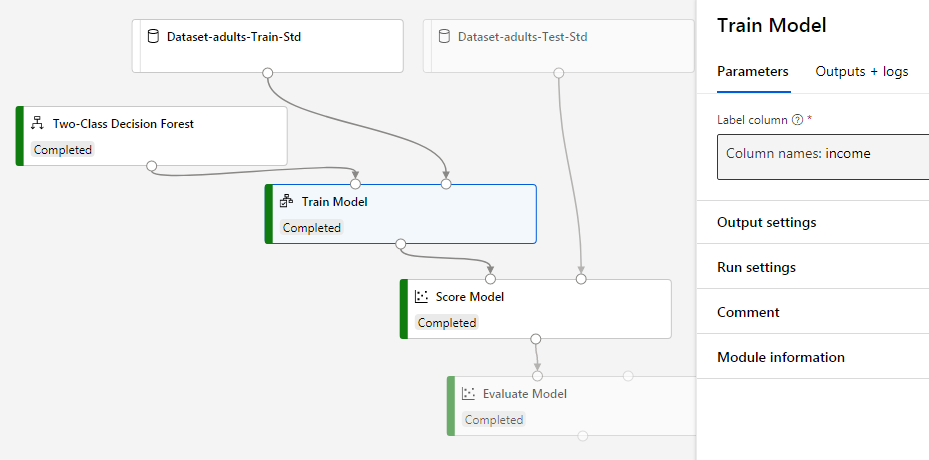 Dataset-adults-Train-Std
Dataset-adults-Test-Std
Two-Class Decision Forest
Completed
Train Model
Completed
Score Model
Completed
Evaluate Model
Completed
Train Model
Parameters
Outputs + logs
Label column ? *
Column names: income
Output settings
Run settings
Comment
Module information